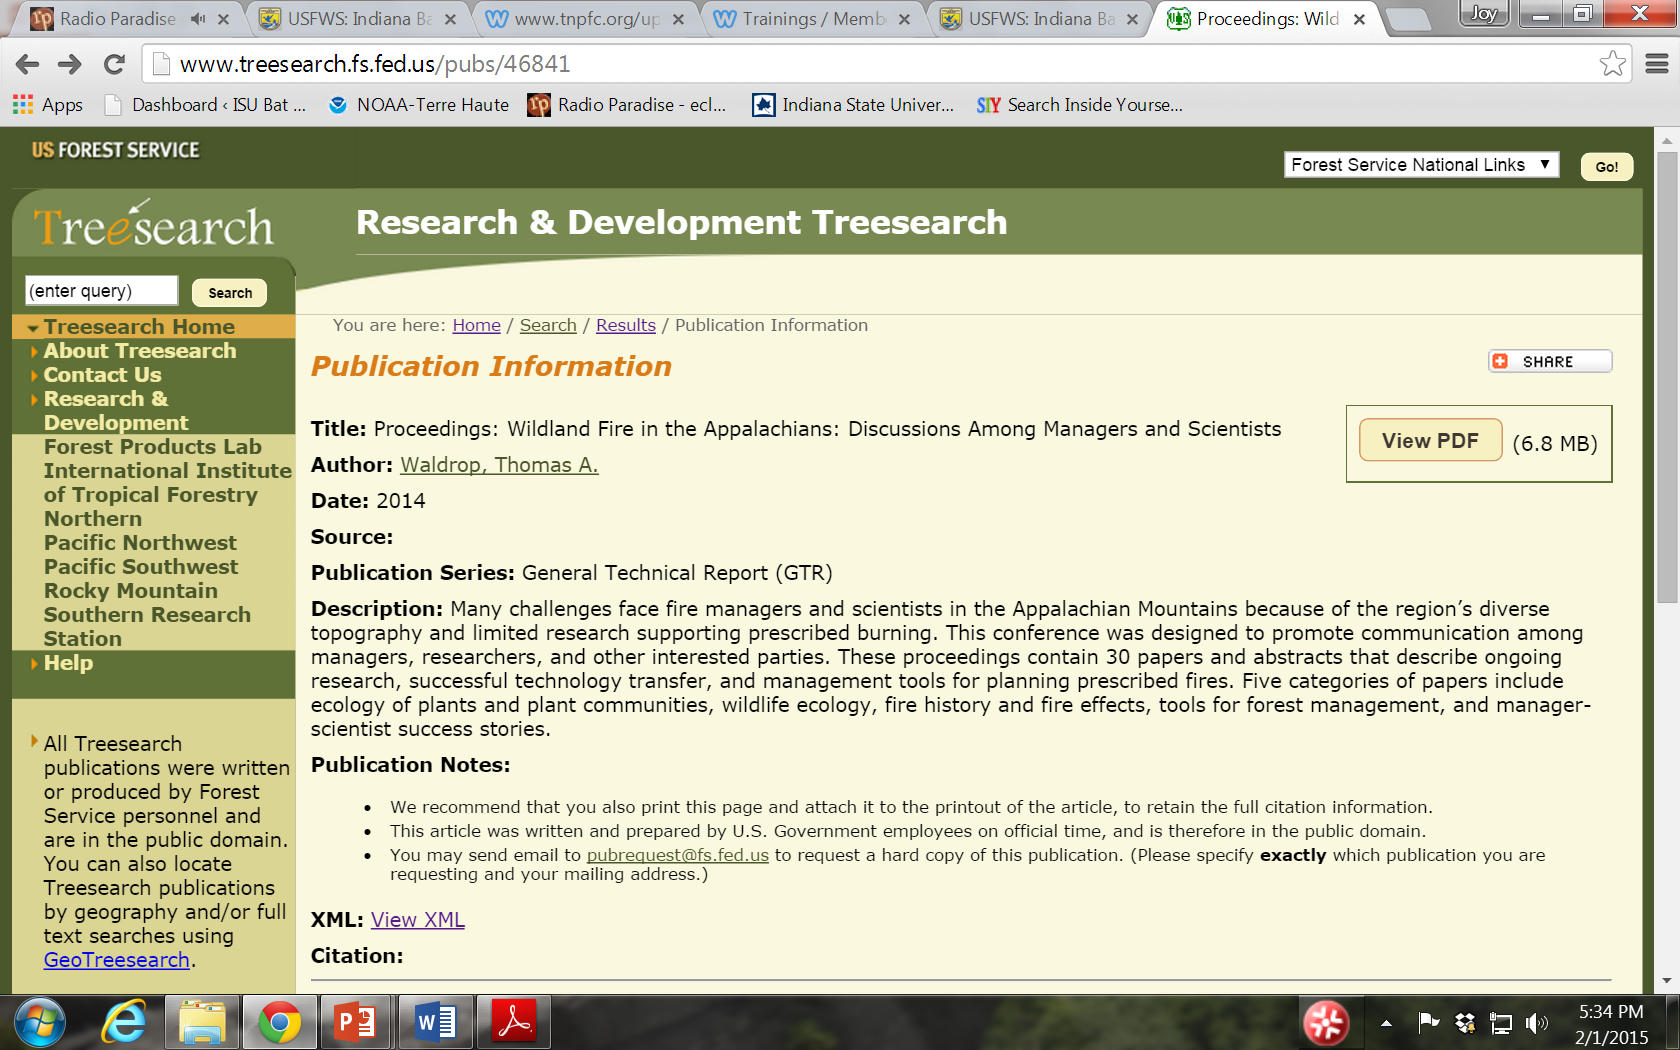 Radio Paradise
USFWS: Indiana Ba
www.tnpfc.org/up
Trainings / Memb
USFWS: Indiana Ba
Proceedings: Wild
Joy
www.treesearch.fs.fed.us/pubs/46841
Apps
Dashboard ‹ ISU Bat ...
NOAA-Terre Haute
rp
Radio Paradise - ecl...
Indiana State Univer...
SIY
Search Inside Yourse...
US FOREST SERVICE
Forest Service National Links
Go!
Treesearch
Research & Development Treesearch
(enter query)
Search
Treesearch Home
About Treesearch
Contact Us
Research &
Development
Forest Products Lab
International Institute
of Tropical Forestry
Northern
Pacific Northwest
Pacific Southwest
Rocky Mountain
Southern Research
Station
Help
All Treesearch
publications were written
or produced by Forest
Service personnel and
are in the public domain.
You can also locate
Treesearch publications
by geography and/or full
text searches using
GeoTreesearch.
You are here: Home / Search / Results / Publication Information
Publication Information
SHARE
View PDF (6.8 MB)
Title: Proceedings: Wildland Fire in the Appalachians: Discussions Among Managers and Scientists
Author: Waldrop, Thomas A.
Date: 2014
Source:
Publication Series: General Technical Report (GTR)
Description: Many challenges face fire managers and scientists in the Appalachian Mountains because of the region’s diverse
topography and limited research supporting prescribed burning. This conference was designed to promote communication among
managers, researchers, and other interested parties. These proceedings contain 30 papers and abstracts that describe ongoing
research, successful technology transfer, and management tools for planning prescribed fires. Five categories of papers include
ecology of plants and plant communities, wildlife ecology, fire history and fire effects, tools for forest management, and manager-
scientist success stories.
Publication Notes:
• We recommend that you also print this page and attach it to the printout of the article, to retain the full citation information.
• This article was written and prepared by U.S. Government employees on official time, and is therefore in the public domain.
• You may send email to pubrequest@fs.fed.us to request a hard copy of this publication. (Please specify exactly which publication you are
requesting and your mailing address.)
XML: View XML
Citation:
5:34 PM
2/1/2015